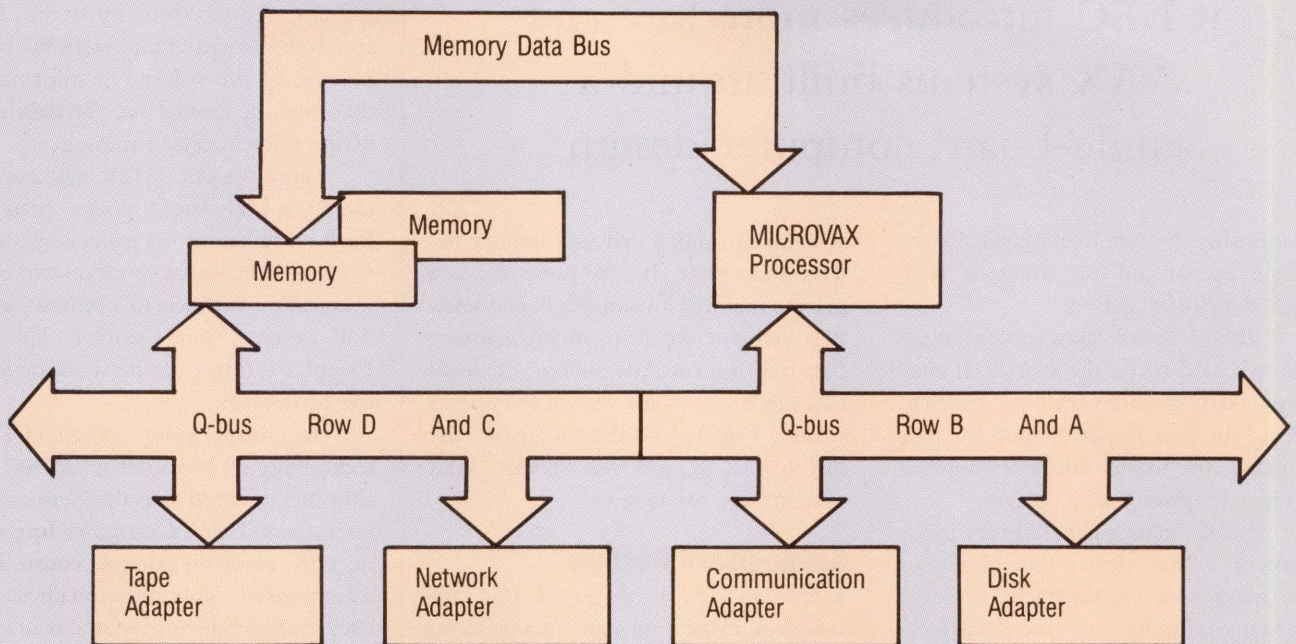 Memory Data Bus
Memory
Memory
MICROVAX
Processor
Q-bus Row D And C
Q-bus Row B And A
Tape
Adapter
Network
Adapter
Communication
Adapter
Disk
Adapter